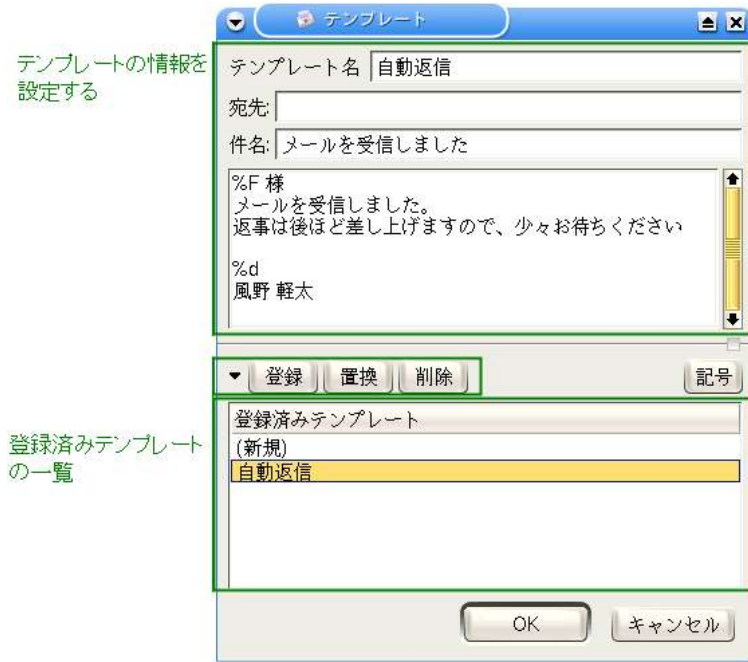 テンプレート
テンプレートの情報を
設定する
テンプレート名 自動返信
宛先:
件名: メールを受信しました
%F 様
メールを受信しました。
返事は後ほど差し上げますので、少々お待ちください
%d
風野 軽太
登録 置換 削除 記号
登録済みテンプレート
の一覧
登録済みテンプレート
(新規)
自動返信
OK キャンセル